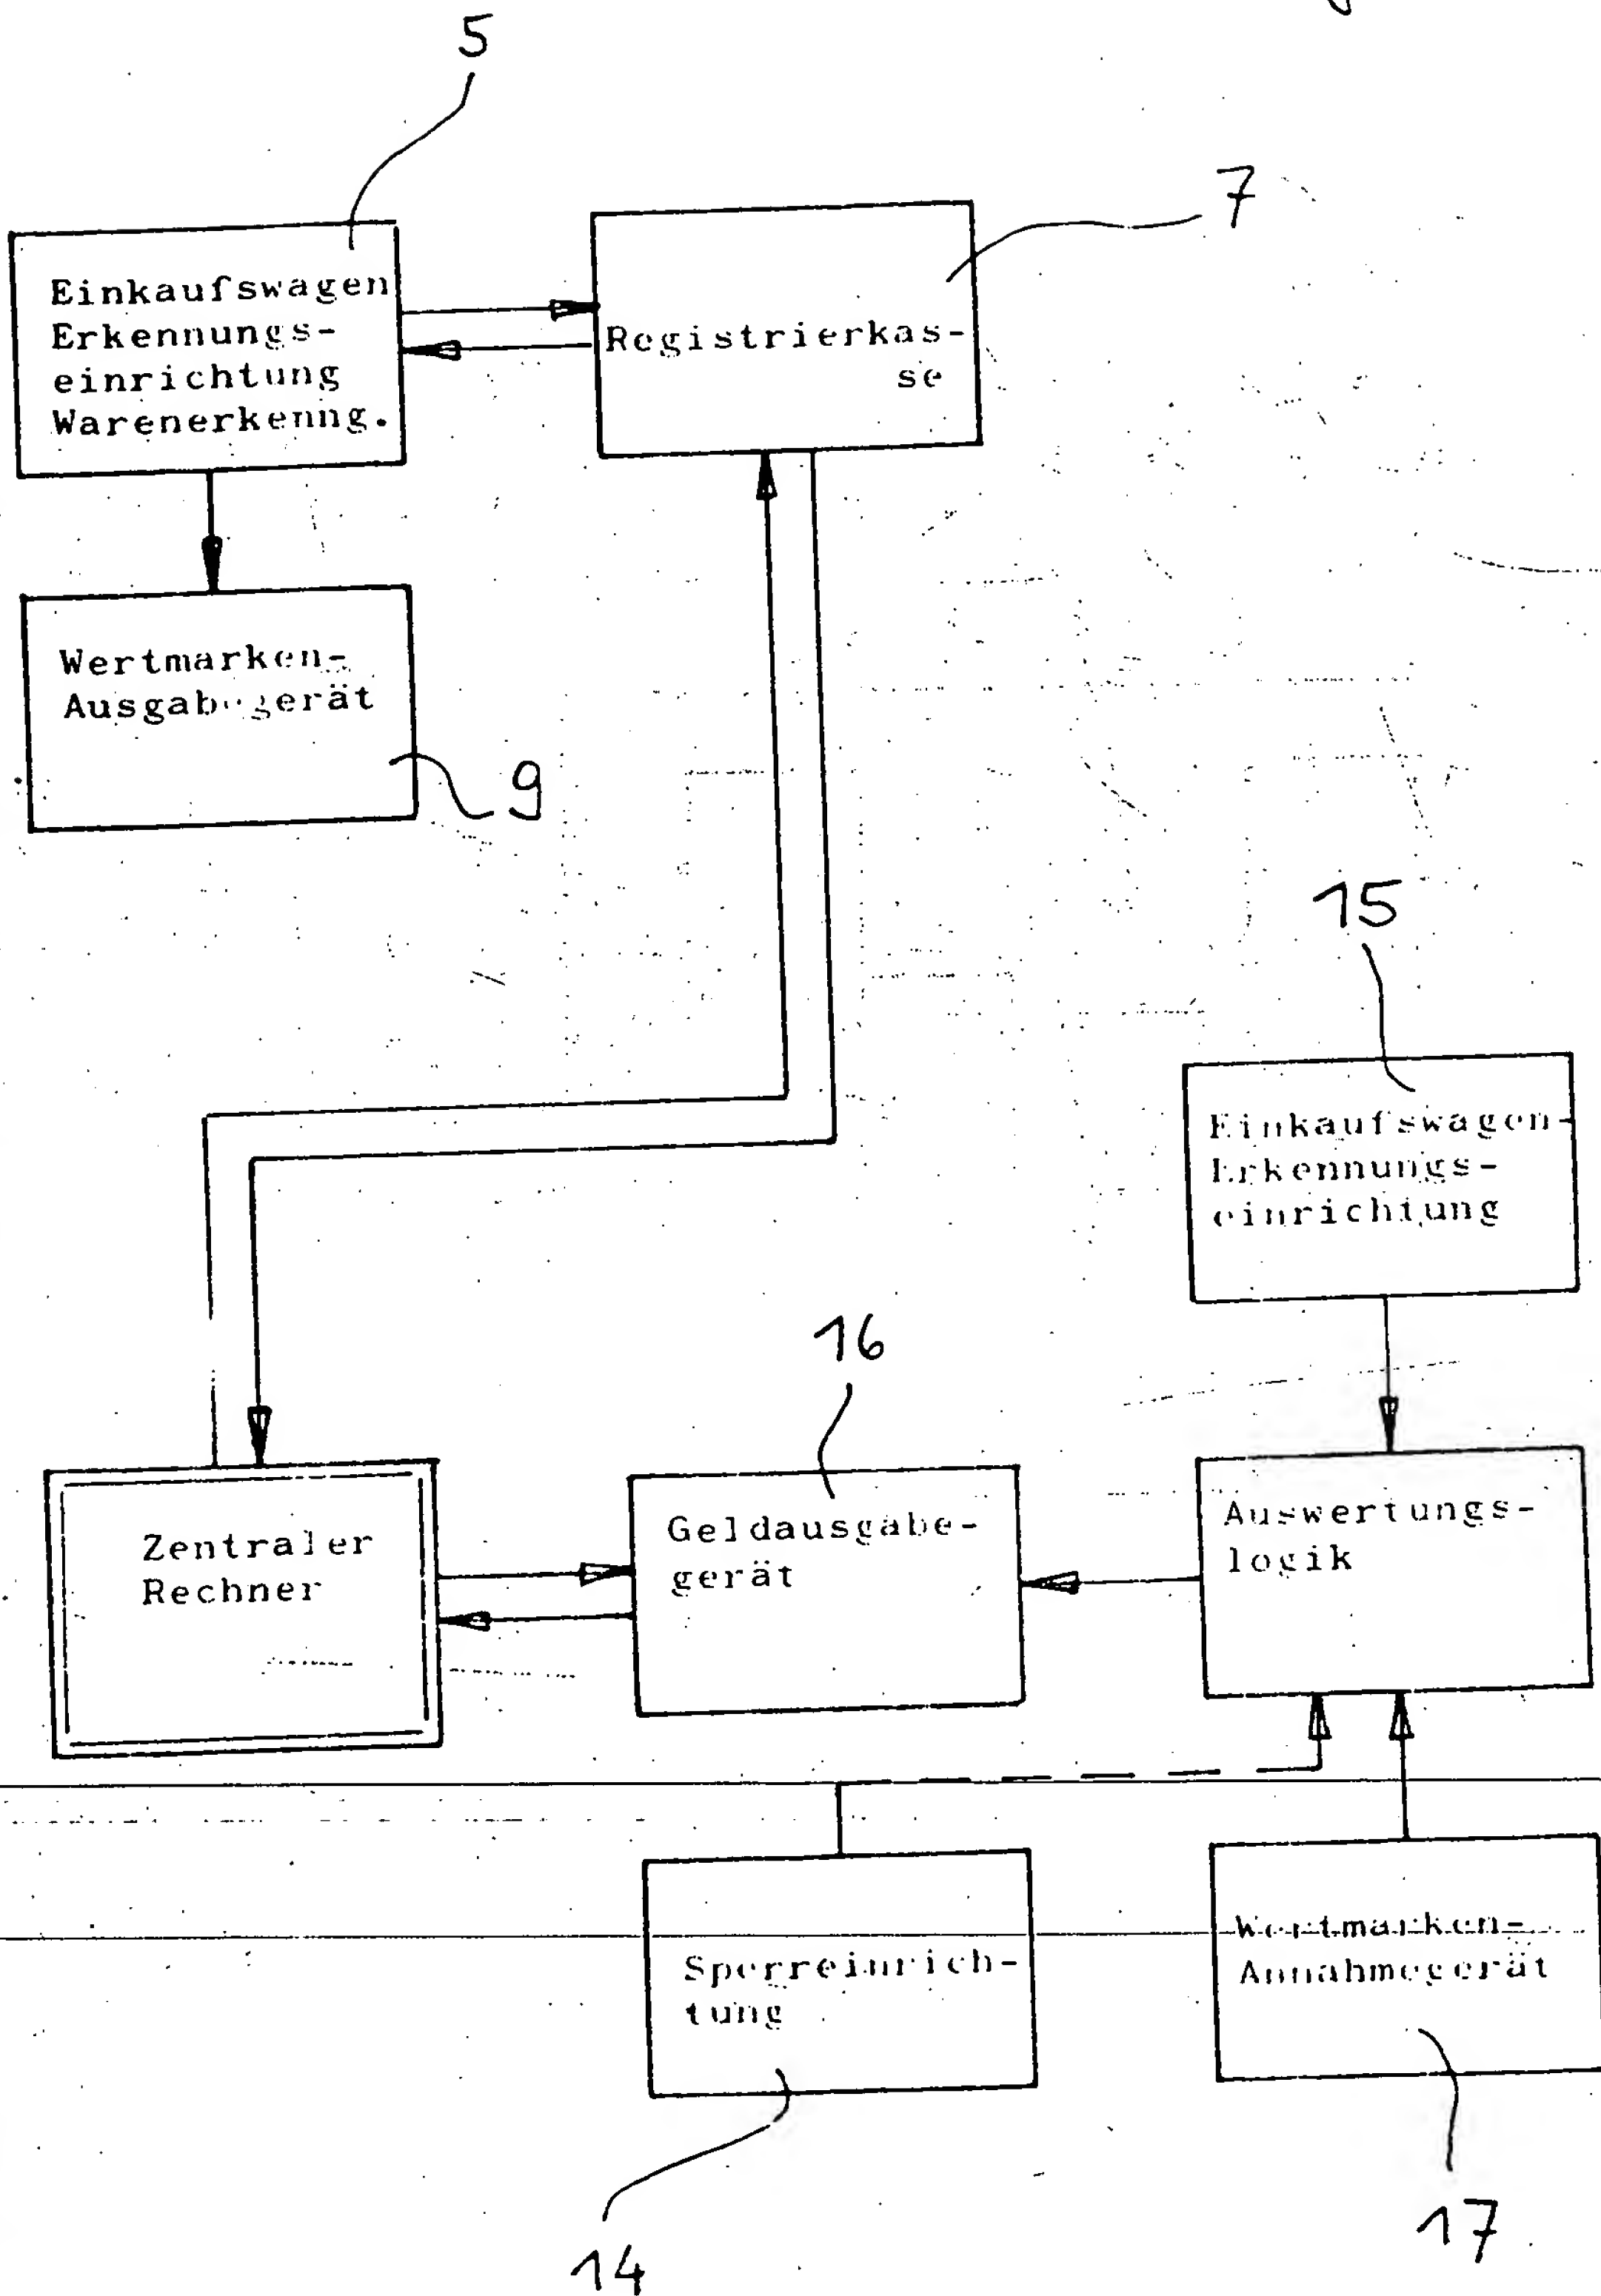 5
7
Einkaufswagen
Erkennungs-
einrichtung
Warenerkenng.
Registrierkas-
se
Wertmarken-
Ausgabegerät
9
15
Einkaufswagen-
Erkennungs-
einrichtung
16
Zentraler
Rechner
Geldausgabe-
gerät
Auswertungs-
logik
Sperreinrich-
tung
Wertmarken-
Annahmegerät
14
17